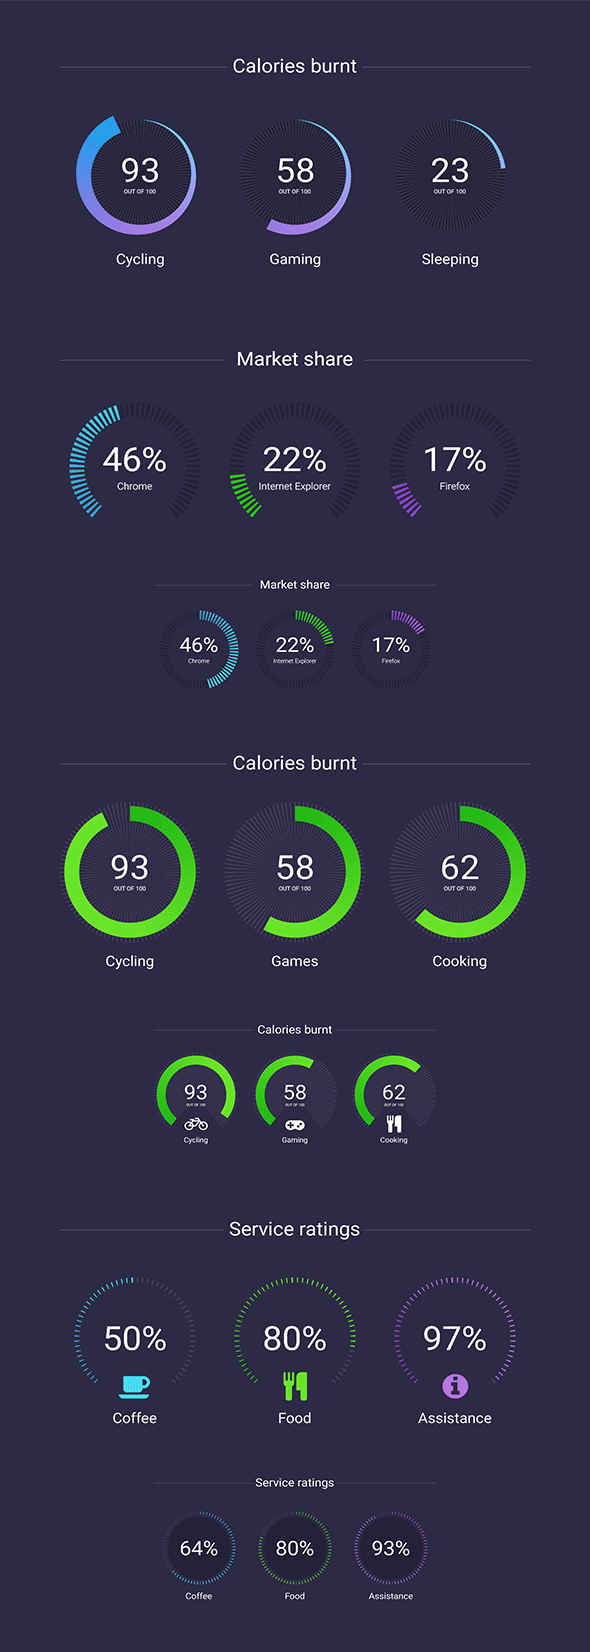 Calories burnt
93 58 23
OUT OF 100 OUT OF 100 OUT OF 100
Cycling Gaming Sleeping
Market share
46% 22% 17%
Chrome Internet Explorer Firefox
Market share
46% 22% 17%
Chrome Internet Explorer Firefox
Calories burnt
93 58 62
OUT OF 100 OUT OF 100 OUT OF 100
Cycling Games Cooking
Calories burnt
93 58 62
OUT OF 100 OUT OF 100 OUT OF 100
Cycling Gaming Cooking
Service ratings
50% 80% 97%
Coffee Food Assistance
Service ratings
64% 80% 93%
Coffee Food Assistance